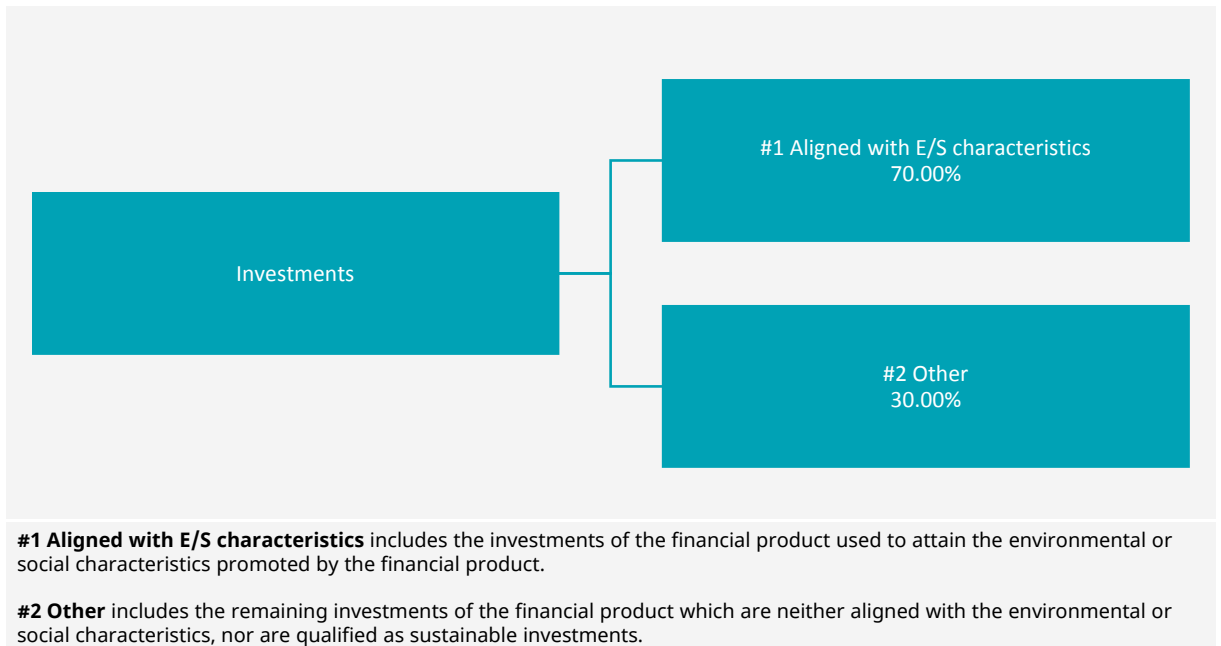 #1 Aligned with E/S characteristics
70.00%
Investments
#2 Other
30.00%
#1 Aligned with E/S characteristics includes the investments of the financial product used to attain the environmental or
social characteristics promoted by the financial product.
#2 Other includes the remaining investments of the financial product which are neither aligned with the environmental or
social characteristics, nor are qualified as sustainable investments.